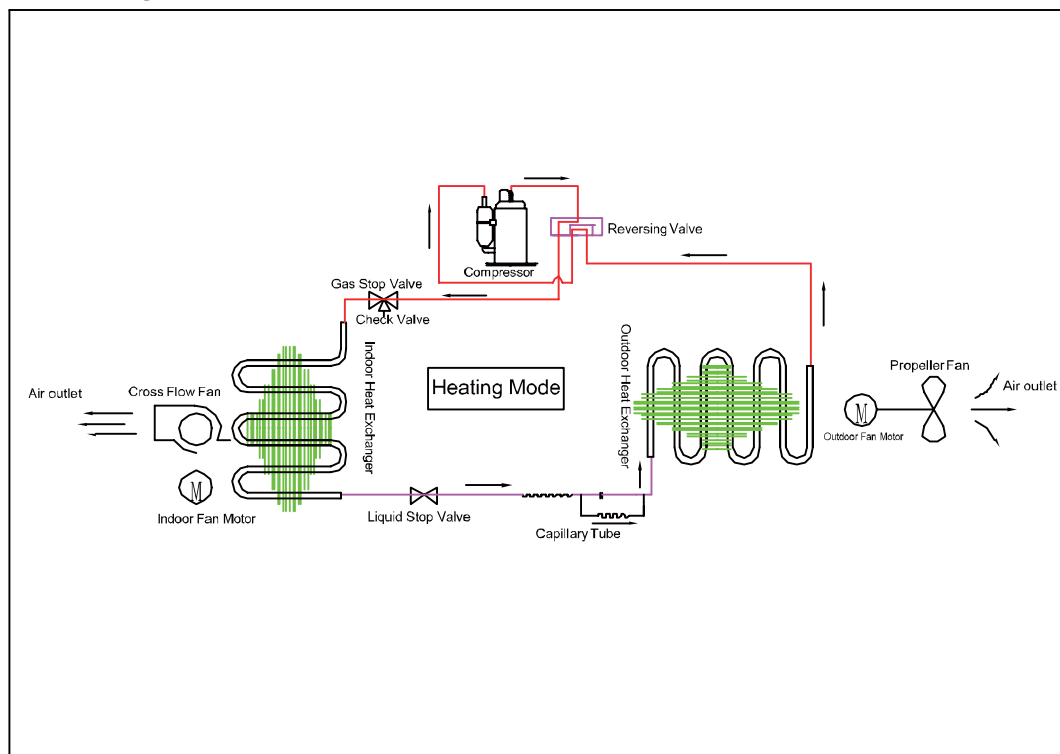 Reversing Valve
Compressor
Gas Stop Valve
Check Valve
Indoor Heat Exchanger
Outdoor Heat Exchanger
Heating Mode
Propeller Fan
Air outlet
Cross Flow Fan
Air outlet
M
Outdoor Fan Motor
M
Indoor Fan Motor
Liquid Stop Valve
Capillary Tube